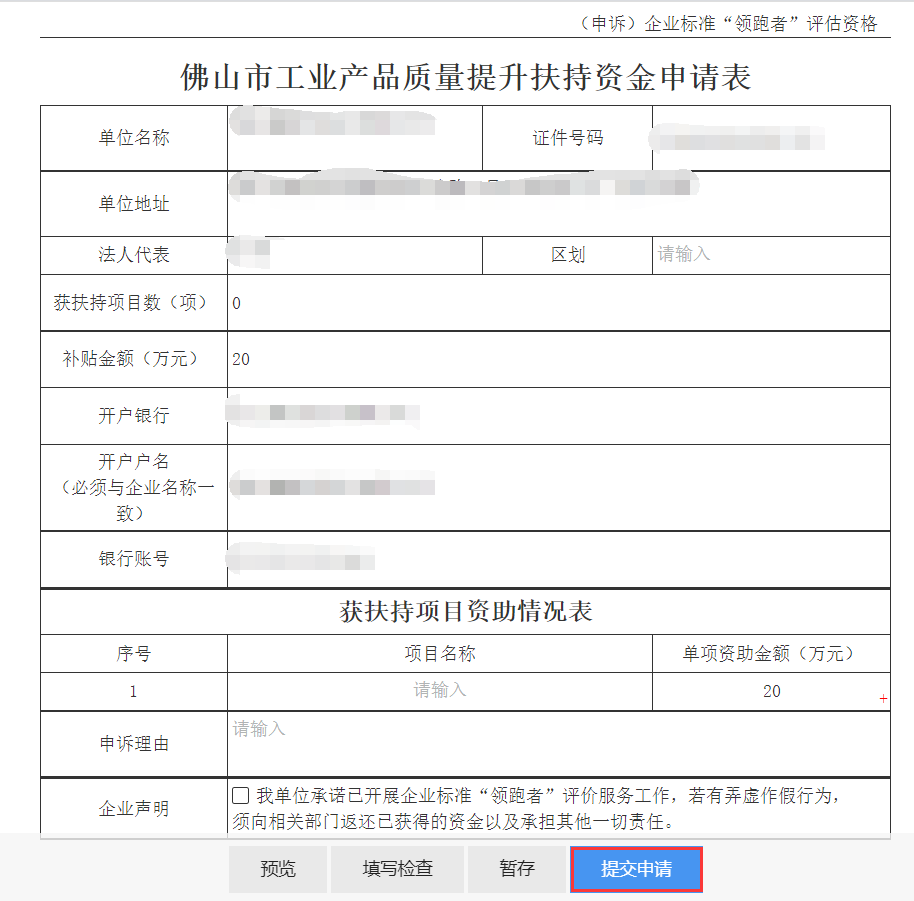 （申诉）企业标准“领跑者”评估资格
佛山市工业产品质量提升扶持资金申请表
单位名称
证件号码
单位地址
法人代表
区划
请输入
获扶持项目数（项）
0
补贴金额（万元）
20
开户银行
开户户名
（必须与企业名称一
致）
银行账号
获扶持项目资助情况表
序号
项目名称
单项资助金额（万元）
1
请输入
20
+
申诉理由
请输入
企业声明
我单位承诺已开展企业标准“领跑者”评价服务工作，若有弄虚作假行为，
须向相关部门返还已获得的资金以及承担其他一切责任。
预览
填写检查
暂存
提交申请